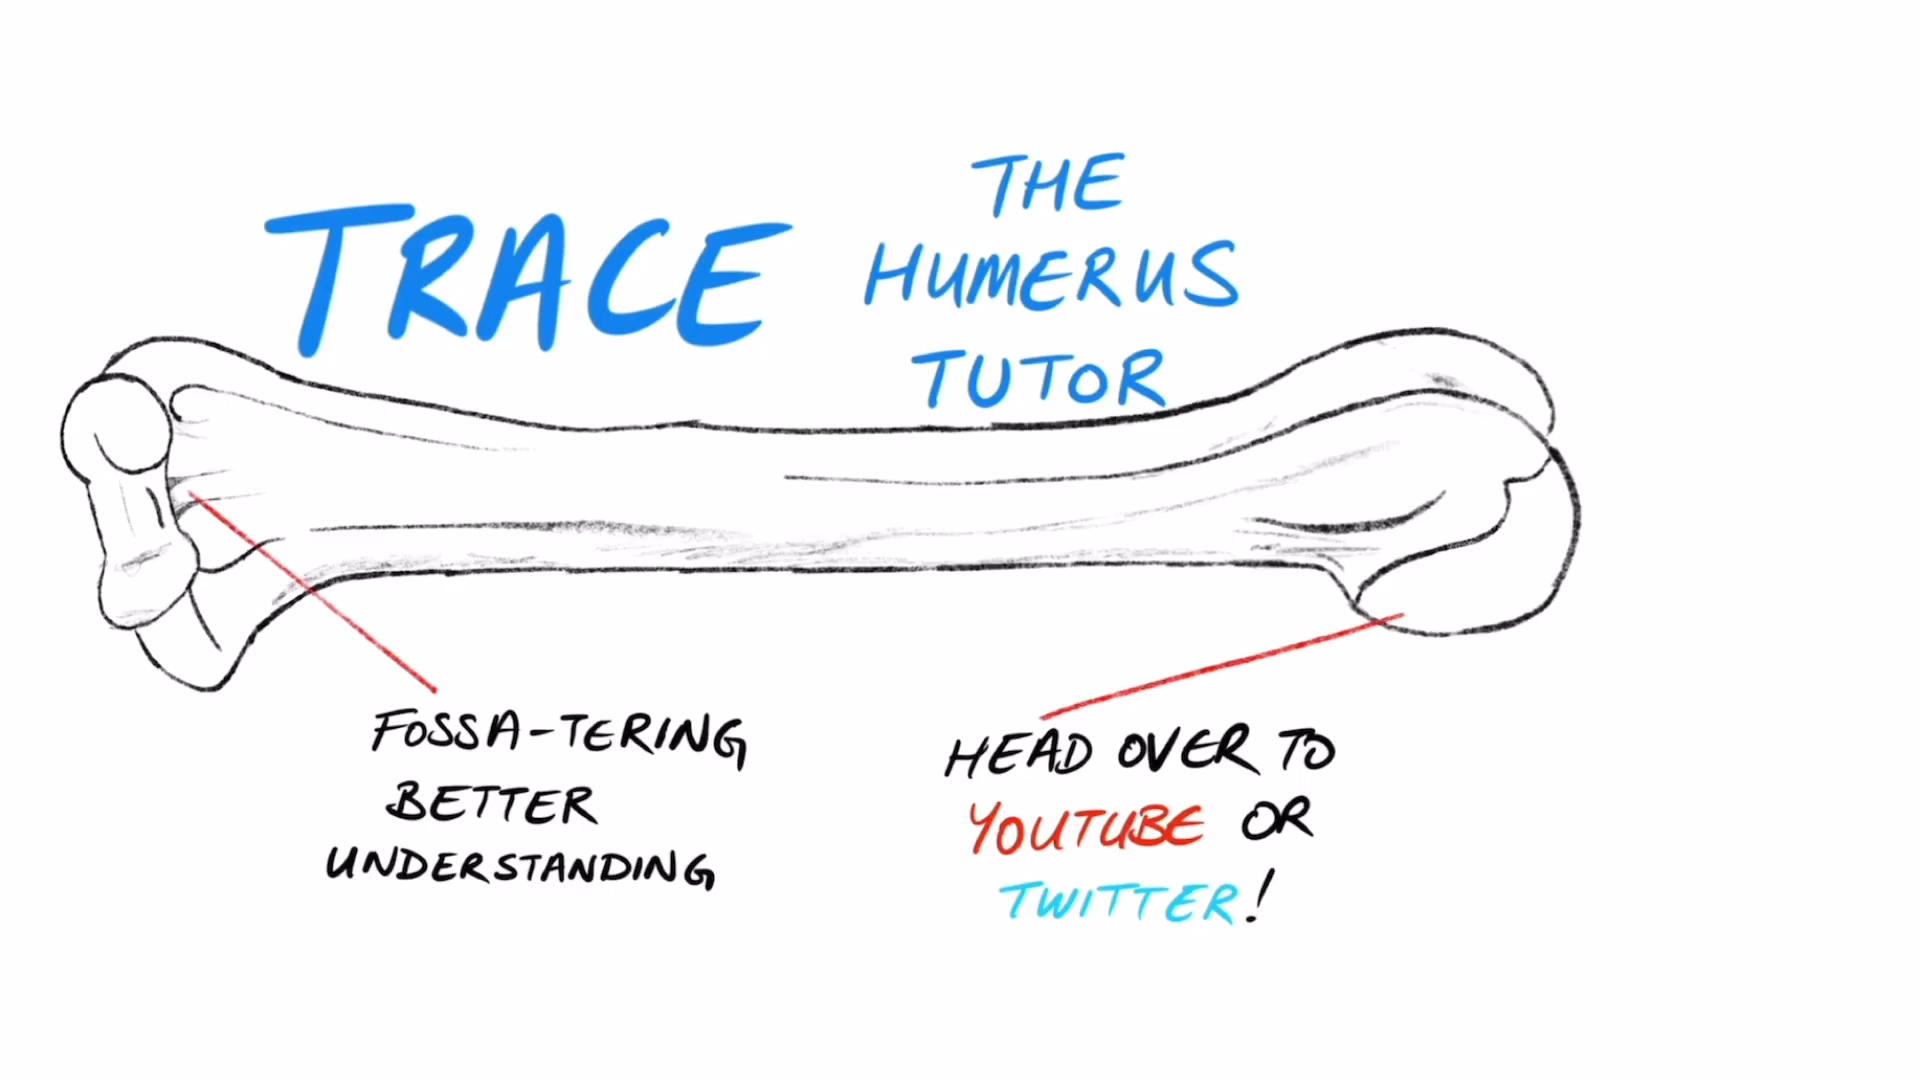 TRACE
THE
HUMERUS
TUTOR
FOSSA-TERING
BETTER
UNDERSTANDING
HEAD OVER TO
YOUTUBE OR
TWITTER!